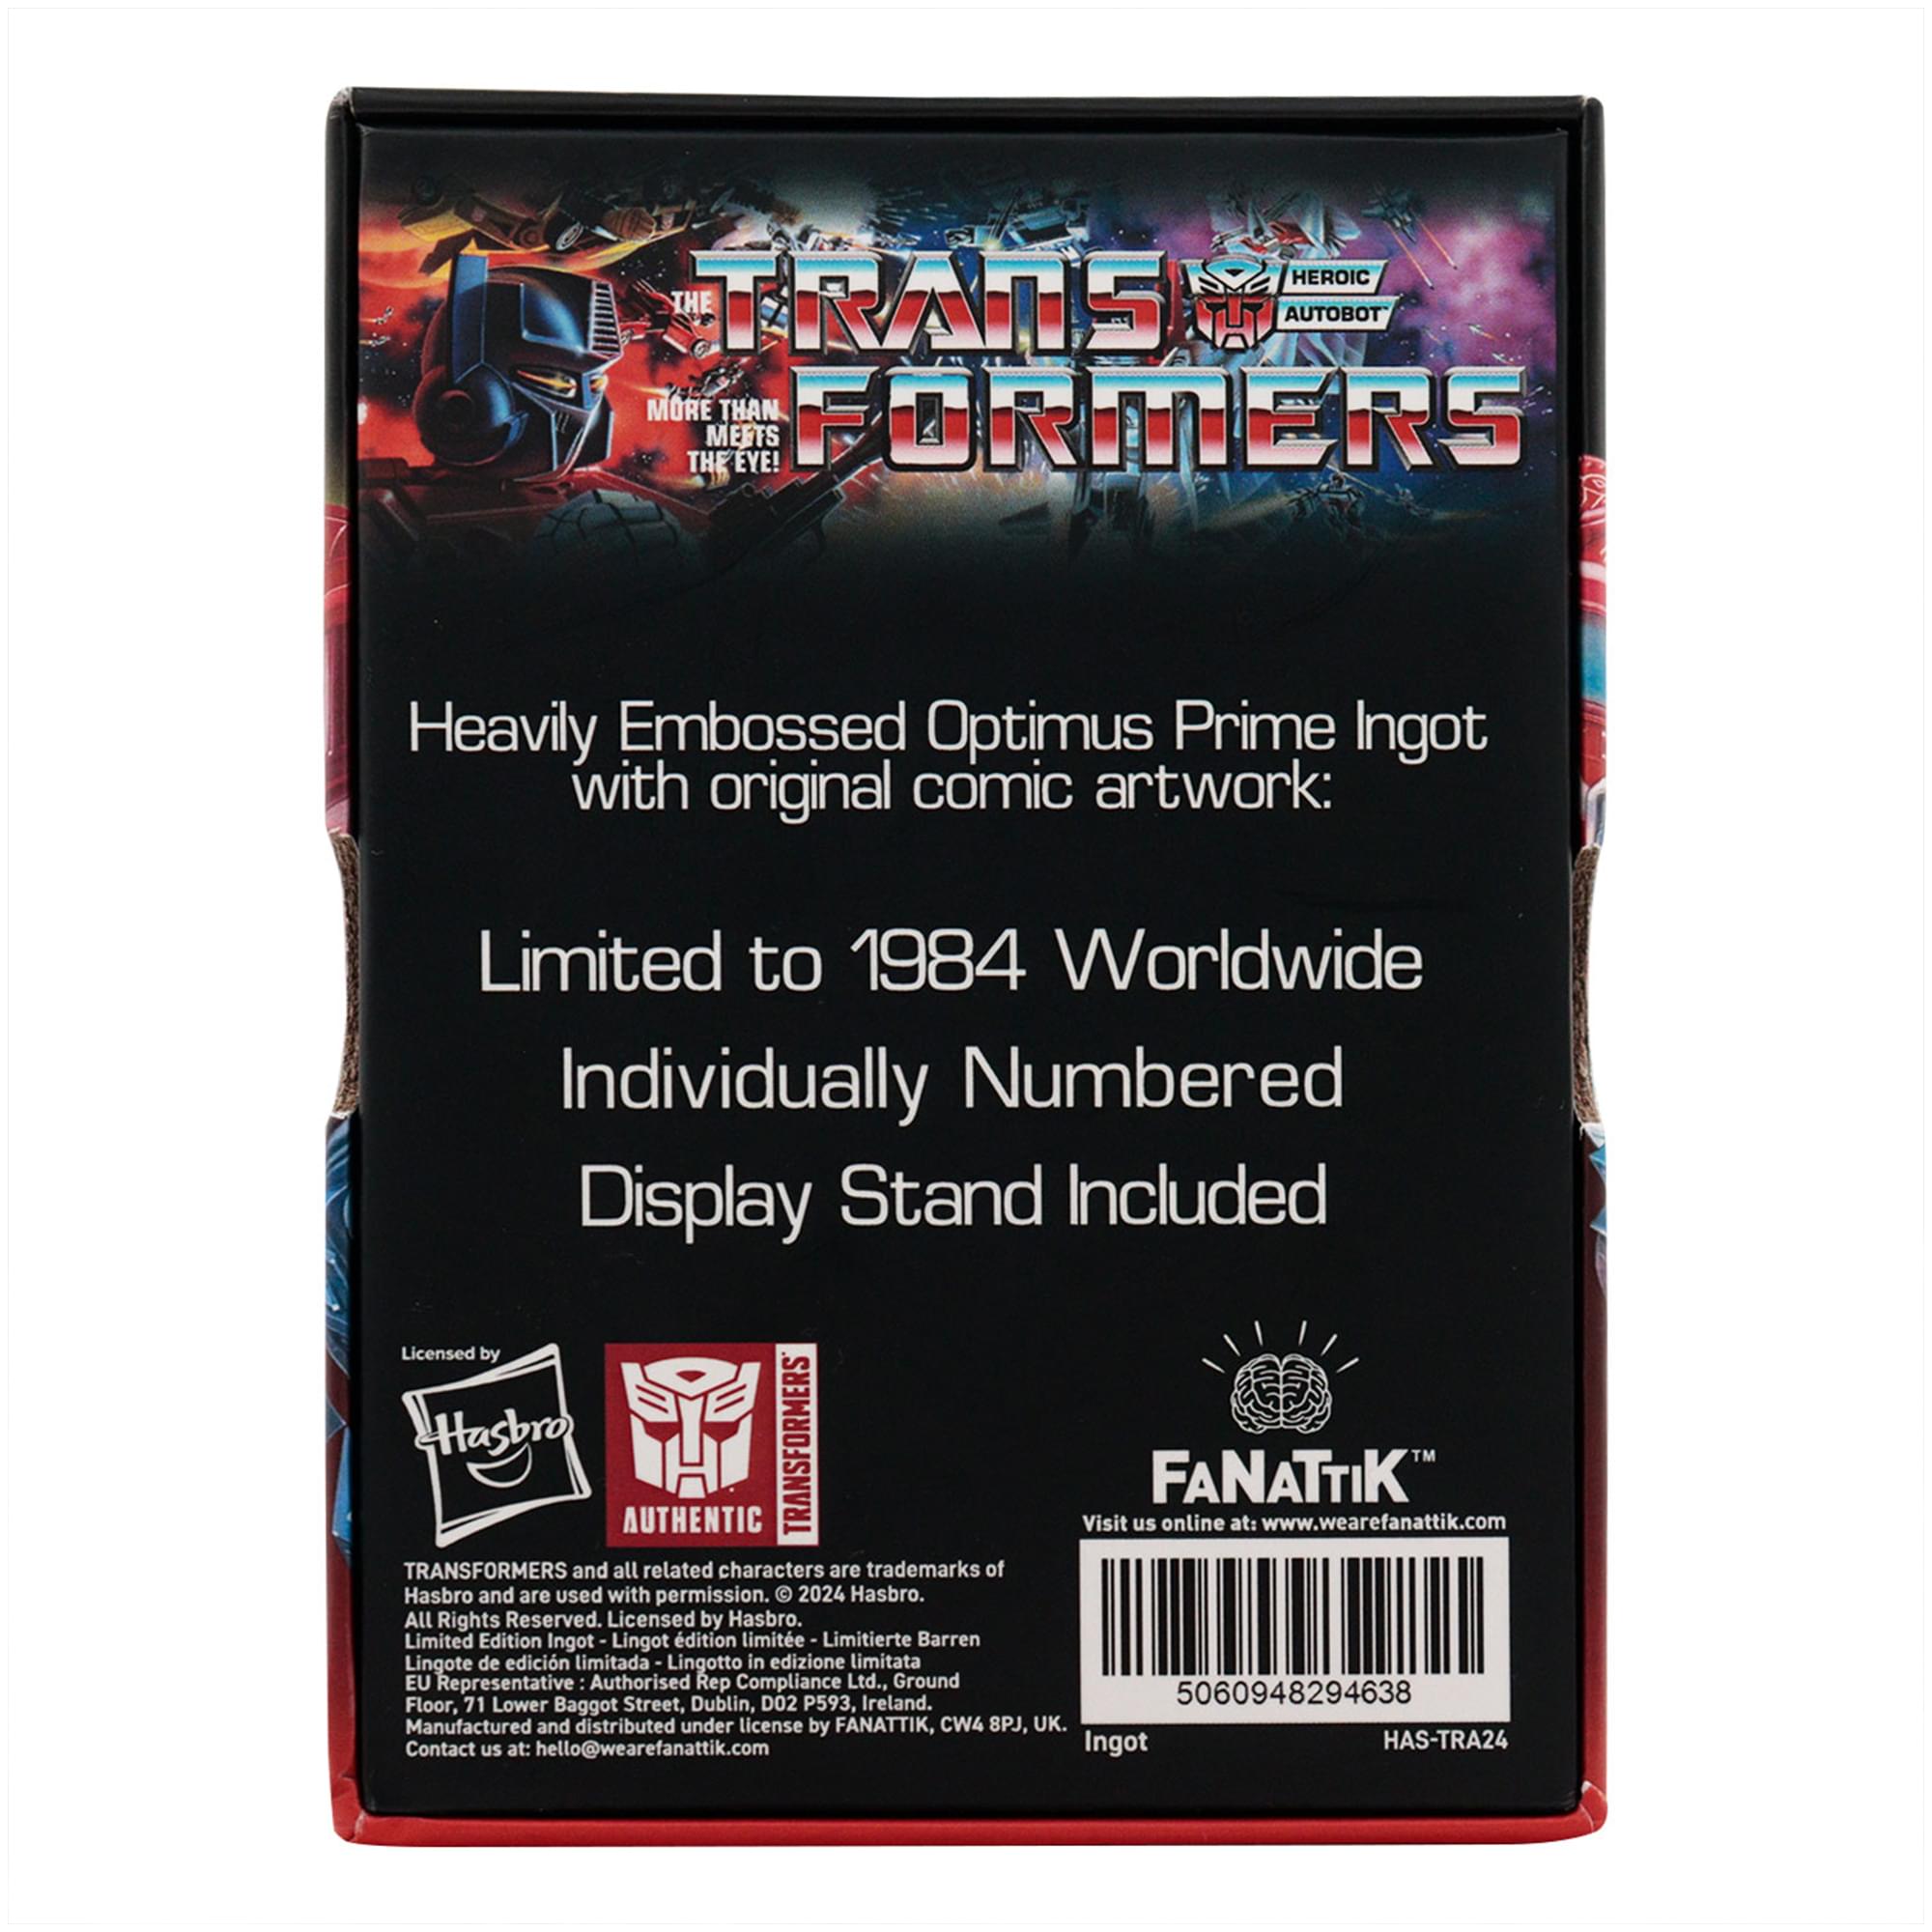 THE TRANS
HEROIC
AUTOBOT™
MORE THAN
MEETS
THE EYE!
FORMERS
Heavily Embossed Optimus Prime Ingot
with original comic artwork:
Limited to 1984 Worldwide
Individually Numbered
Display Stand Included
Licensed by
Hasbro
AUTHENTIC
TRANSFORMERS
TRANSFORMERS and all related characters are trademarks of
Hasbro and are used with permission. © 2024 Hasbro.
All Rights Reserved. Licensed by Hasbro.
Limited Edition Ingot - Lingot édition limitée - Limitierte Barren
Lingote de edición limitada - Lingotto in edizione limitata
EU Representative : Authorised Rep Compliance Ltd., Ground
Floor, 71 Lower Baggot Street, Dublin, D02 P593, Ireland.
Manufactured and distributed under license by FANATTIK, CW4 8PJ, UK.
Contact us at: hello@wearefanattik.com
FANATTIK™
Visit us online at: www.wearefanattik.com
5060948294638
Ingot HAS-TRA24